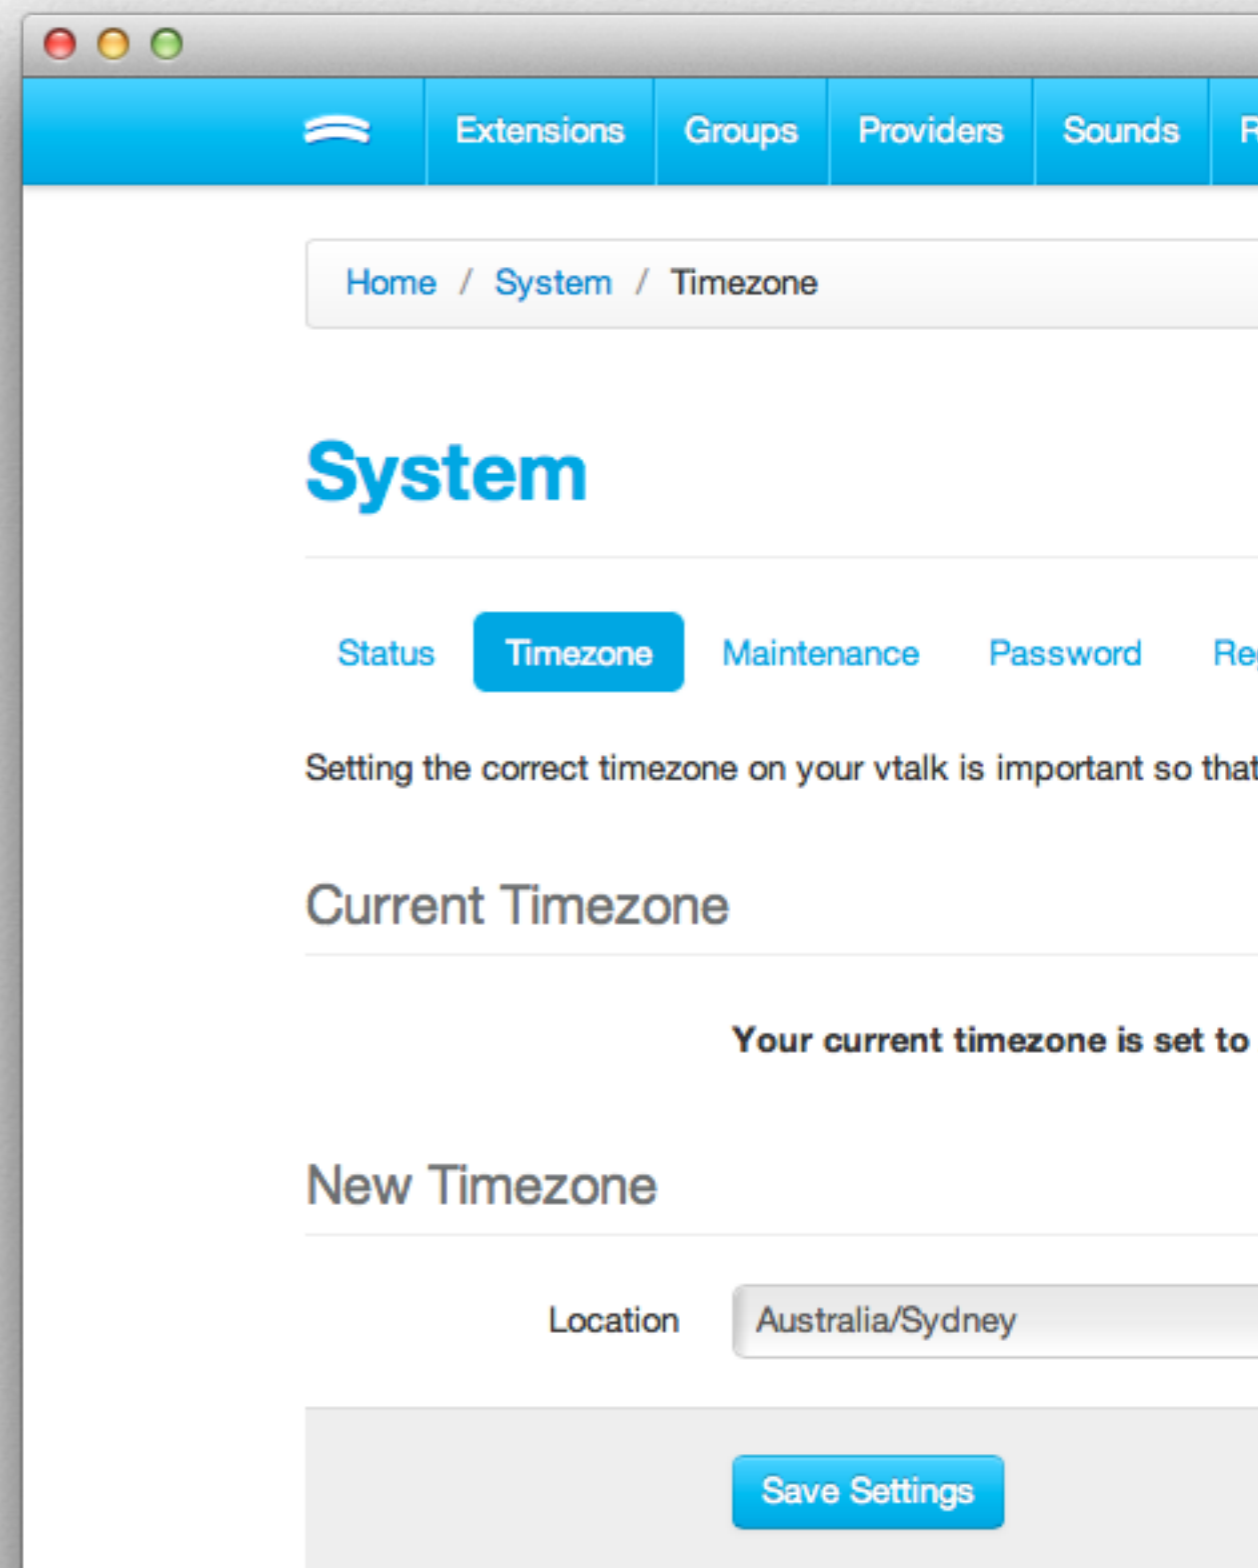 Extensions Groups Providers Sounds
Home / System / Timezone
System
Status Timezone Maintenance Password
Setting the correct timezone on your vtalk is important so that
Current Timezone
Your current timezone is set to
New Timezone
Location Australia/Sydney
Save Settings